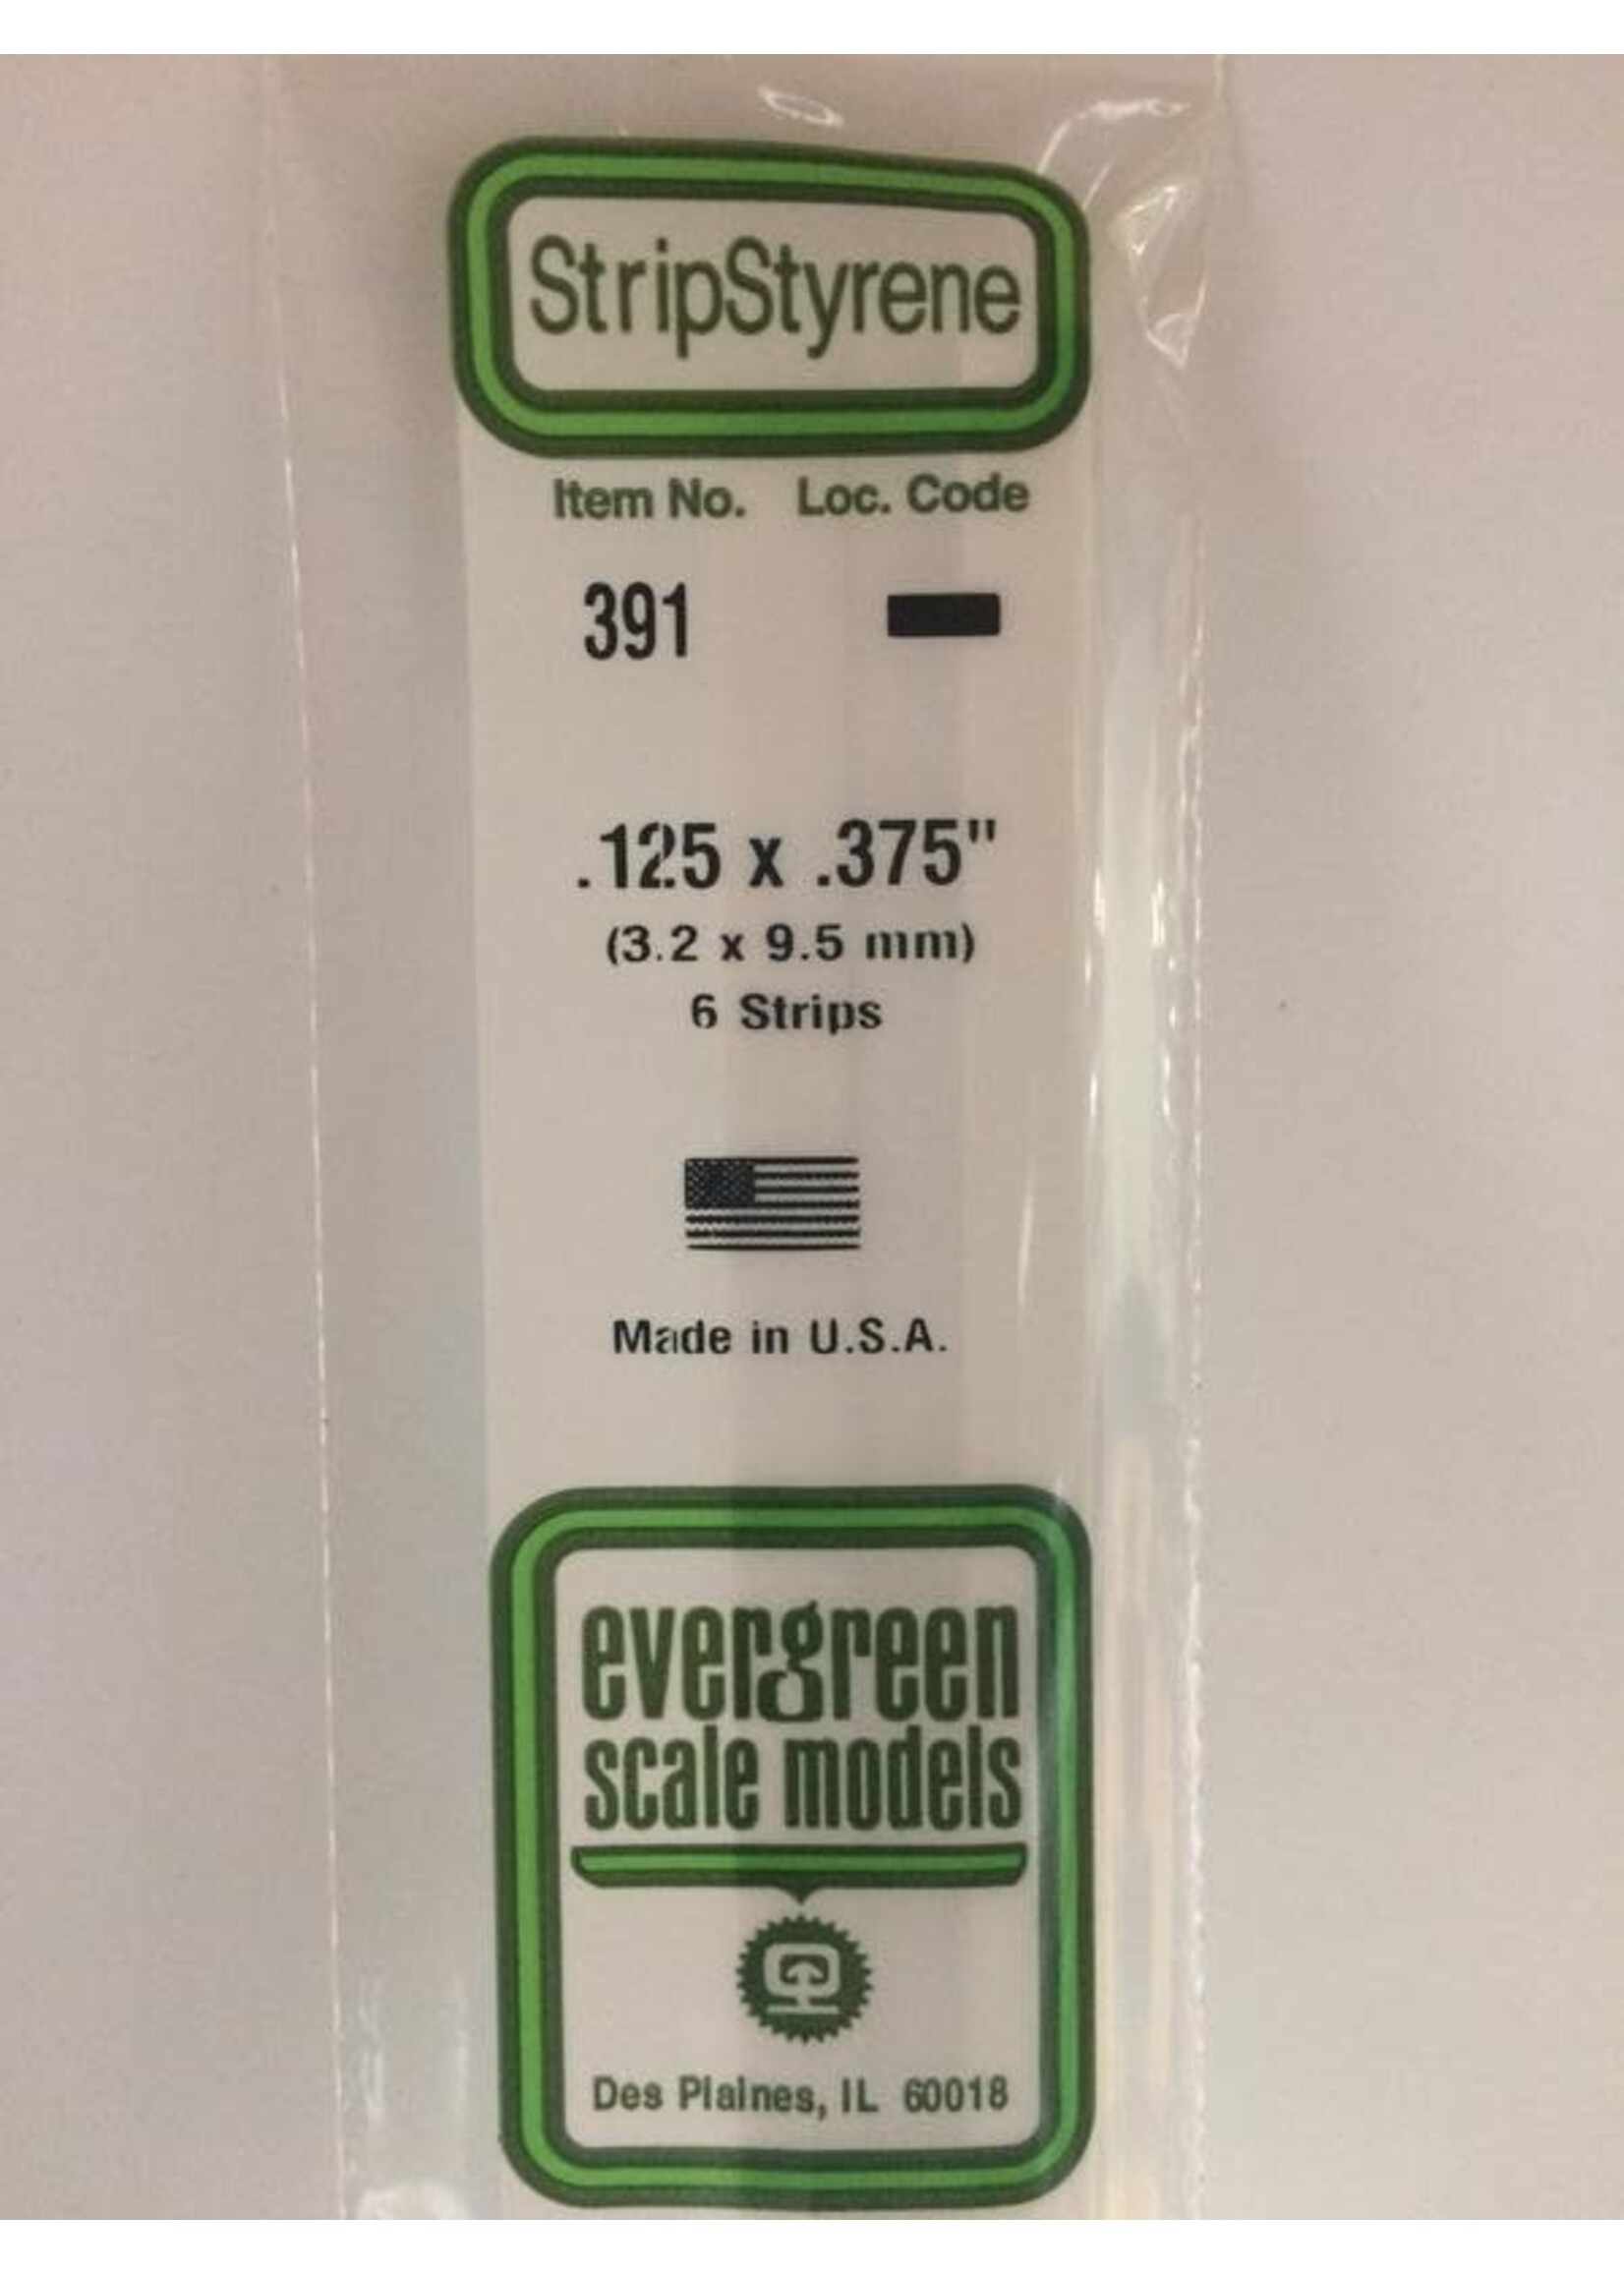 StripStyrene
Item No. Loc. Code
391
.125 x .375"
(3.2 x 9.5 mm)
6 Strips
Made in U.S.A.
evergreen
scale models
Des Plaines, IL 60018